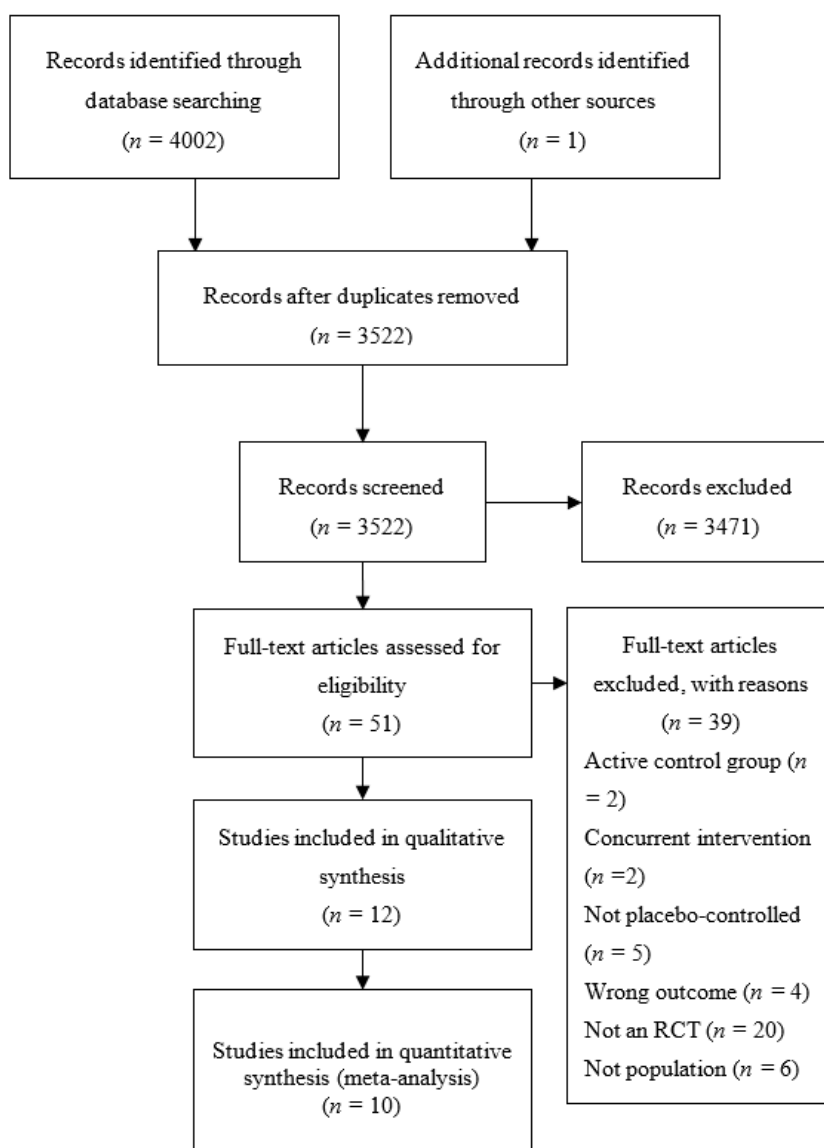 Records identified through
database searching
(n = 4002)
Additional records identified
through other sources
(n = 1)
Records after duplicates removed
(n = 3522)
Records screened
(n = 3522)
Records excluded
(n = 3471)
Full-text articles assessed for
eligibility
(n = 51)
Full-text articles
excluded, with reasons
(n = 39)
Active control group (n
= 2)
Concurrent intervention
(n =2)
Not placebo-controlled
(n = 5)
Wrong outcome (n = 4)
Not an RCT (n = 20)
Not population (n = 6)
Studies included in qualitative
synthesis
(n = 12)
Studies included in quantitative
synthesis (meta-analysis)
(n = 10)